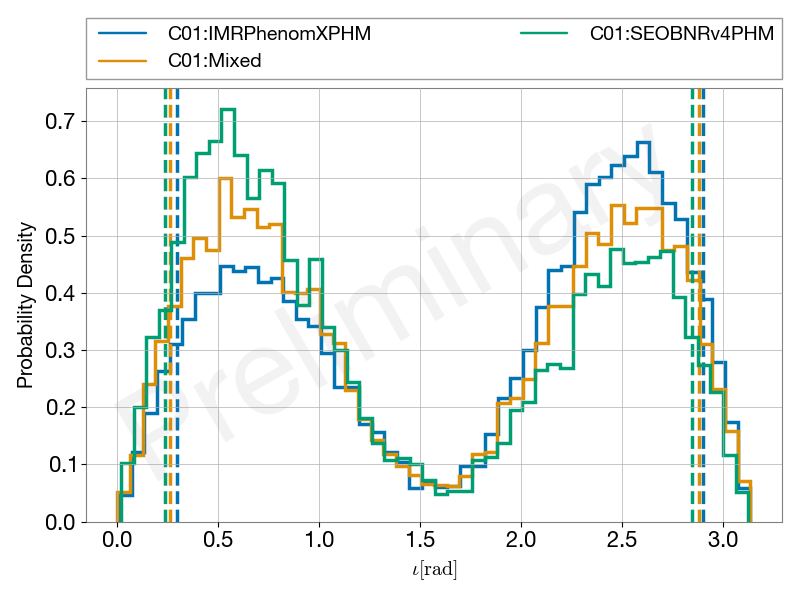 C01:IMRPhenomXPHM
C01:Mixed
C01:SEOBNRv4PHM
Preliminary
Probability Density
0.7
0.6
0.5
0.4
0.3
0.2
0.1
0.0
0.0 0.5 1.0 1.5 2.0 2.5 3.0
ι[rad]